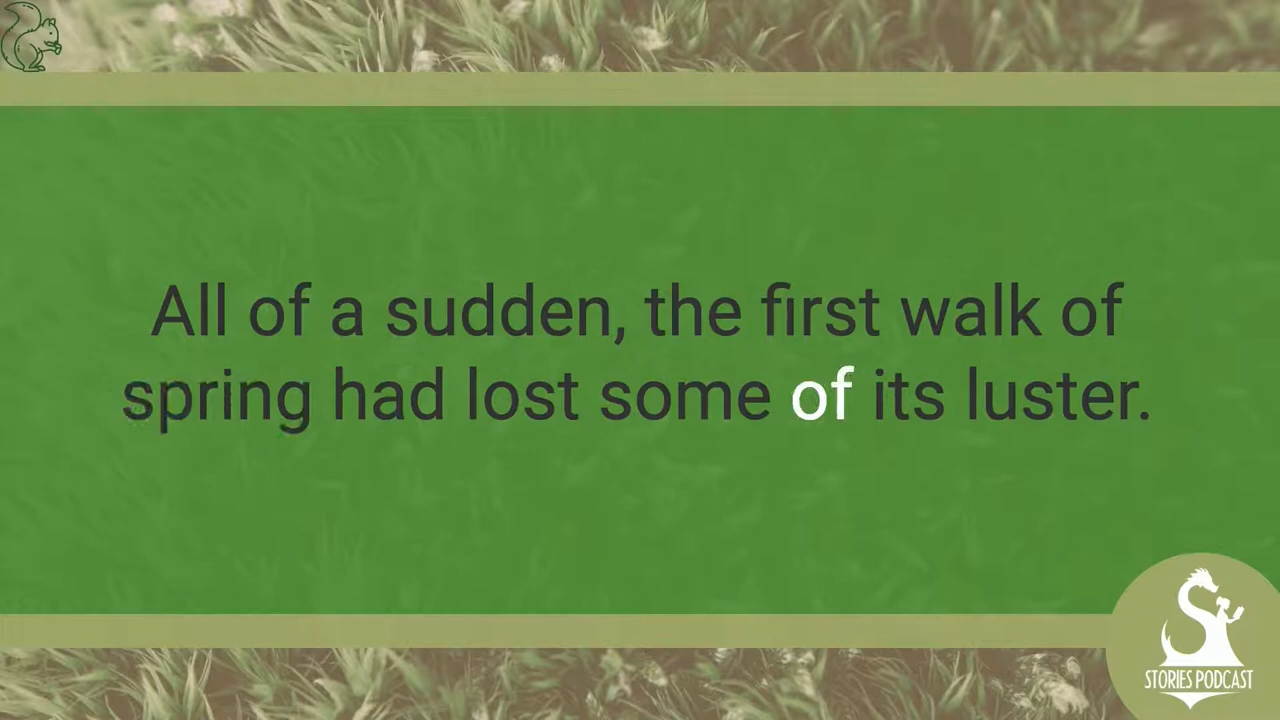 All of a sudden, the first walk of
spring had lost some of its luster.
STORIES PODCAST